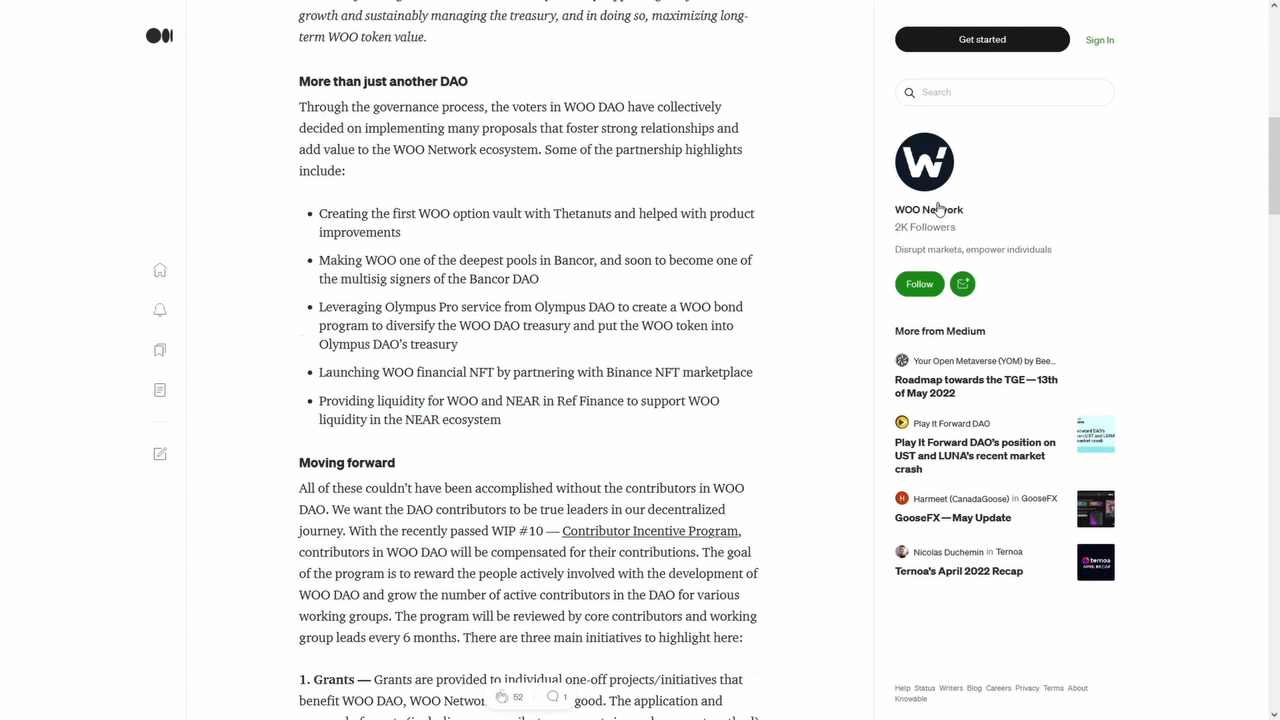 growth and sustainably managing the treasury, and in doing so, maximizing long-
term WOO token value.
More than just another DAO
Through the governance process, the voters in WOO DAO have collectively
decided on implementing many proposals that foster strong relationships and
add value to the WOO Network ecosystem. Some of the partnership highlights
include:
• Creating the first WOO option vault with Thetanuts and helped with product
improvements
• Making WOO one of the deepest pools in Bancor, and soon to become one of
the multisig signers of the Bancor DAO
• Leveraging Olympus Pro service from Olympus DAO to create a WOO bond
program to diversify the WOO DAO treasury and put the WOO token into
Olympus DAO's treasury
• Launching WOO financial NFT by partnering with Binance NFT marketplace
• Providing liquidity for WOO and NEAR in Ref Finance to support WOO
liquidity in the NEAR ecosystem
Moving forward
All of these couldn't have been accomplished without the contributors in WOO
DAO. We want the DAO contributors to be true leaders in our decentralized
journey. With the recently passed WIP #10 — Contributor Incentive Program,
contributors in WOO DAO will be compensated for their contributions. The goal
of the program is to reward the people actively involved with the development of
WOO DAO and grow the number of active contributors in the DAO for various
working groups. The program will be reviewed by core contributors and working
group leads every 6 months. There are three main initiatives to highlight here:
1. Grants — Grants are provided to individual one-off projects/initiatives that
benefit WOO DAO, WOO Networ good. The application and
52 1
Get started Sign In
Search
W
WOO Network
2K Followers
Disrupt markets, empower individuals
Follow
More from Medium
Your Open Metaverse (YOM) by Bee...
Roadmap towards the TGE — 13th
of May 2022
Play It Forward DAO
Play It Forward DAO's position on
UST and LUNA's recent market
crash
H Harmeet (CanadaGoose) in GooseFX
GooseFX — May Update
Nicolas Duchemin in Ternoa
Ternoa's April 2022 Recap
ternoa
APRIL RECAP
Help Status Writers Blog Careers Privacy Terms About
Knowable